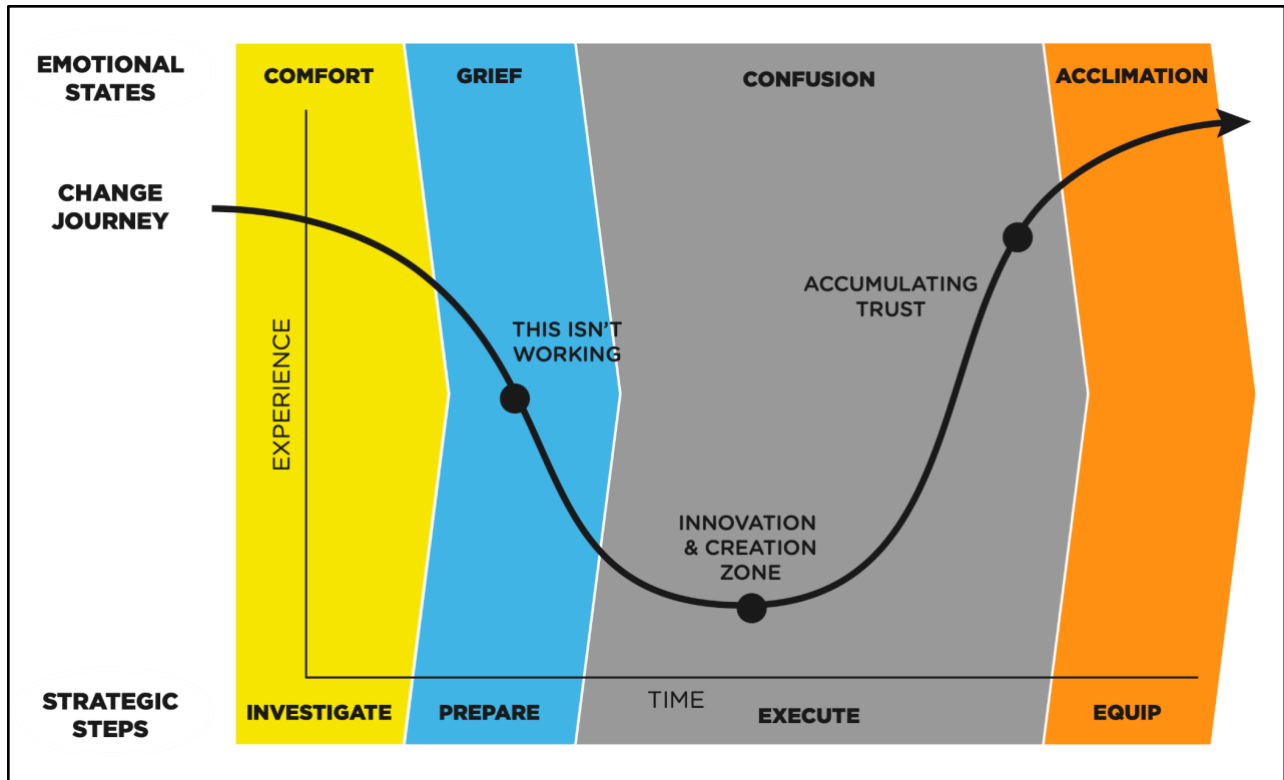 EMOTIONAL
STATES
COMFORT
GRIEF
CONFUSION
ACCLIMATION
CHANGE
JOURNEY
EXPERIENCE
THIS ISN'T
WORKING
ACCUMULATING
TRUST
INNOVATION
& CREATION
ZONE
TIME
STRATEGIC
STEPS
INVESTIGATE
PREPARE
EXECUTE
EQUIP